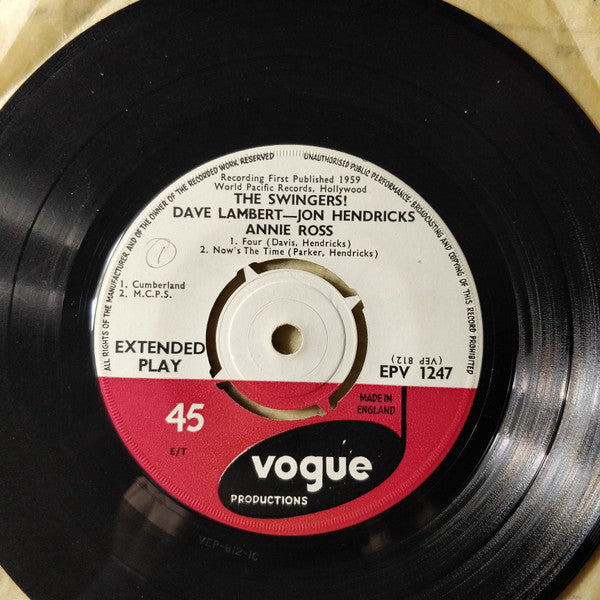 ALL RIGHTS OF THE MANUFACTURER AND OF THE OWNER OF THE RECORDED WORK RESERVED
UNAUTHORISED PUBLIC PERFORMANCE, BROADCASTING AND COPYING OF THIS RECORD PROHIBITED
Recording First Published 1959
World Pacific Records, Hollywood
THE SWINGERS!
DAVE LAMBERT—JON HENDRICKS
ANNIE ROSS
1. Four (Davis, Hendricks)
2. Now's The Time (Parker, Hendricks)
1
1. Cumberland
2. M.C.P.S.
EXTENDED
PLAY
(VEP 812)
EPV 1247
45
MADE IN
ENGLAND
E/T
vogue
PRODUCTIONS